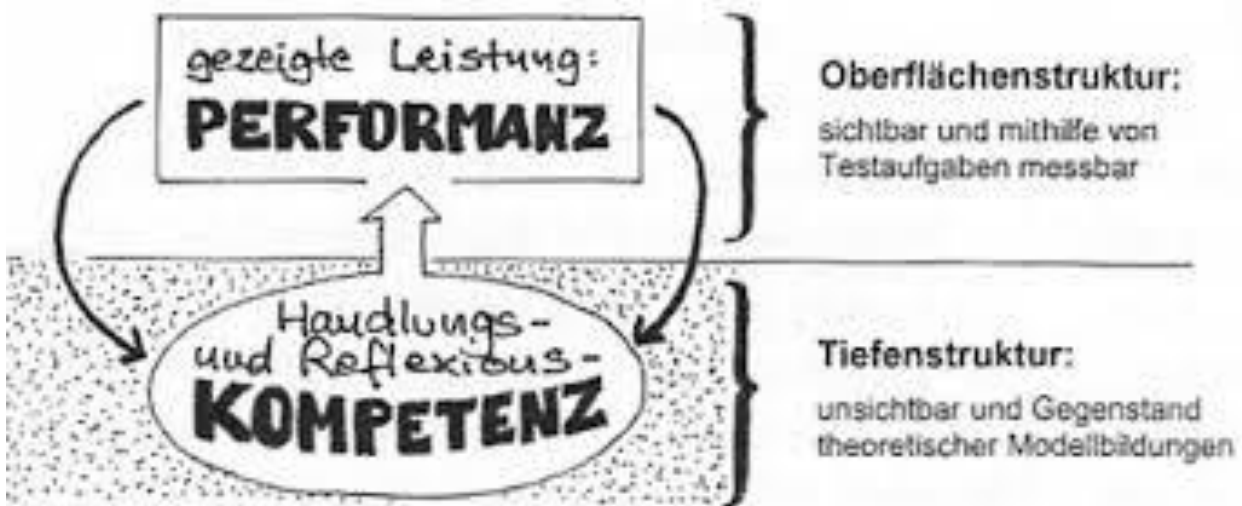 gezeigte Leistung:
PERFORMANZ
Oberflächenstruktur:
sichtbar und mithilfe von
Testaufgaben messbar
Handlungs-
und Reflexions-
KOMPETENZ
Tiefenstruktur:
unsichtbar und Gegenstand
theoretischer Modellbildungen